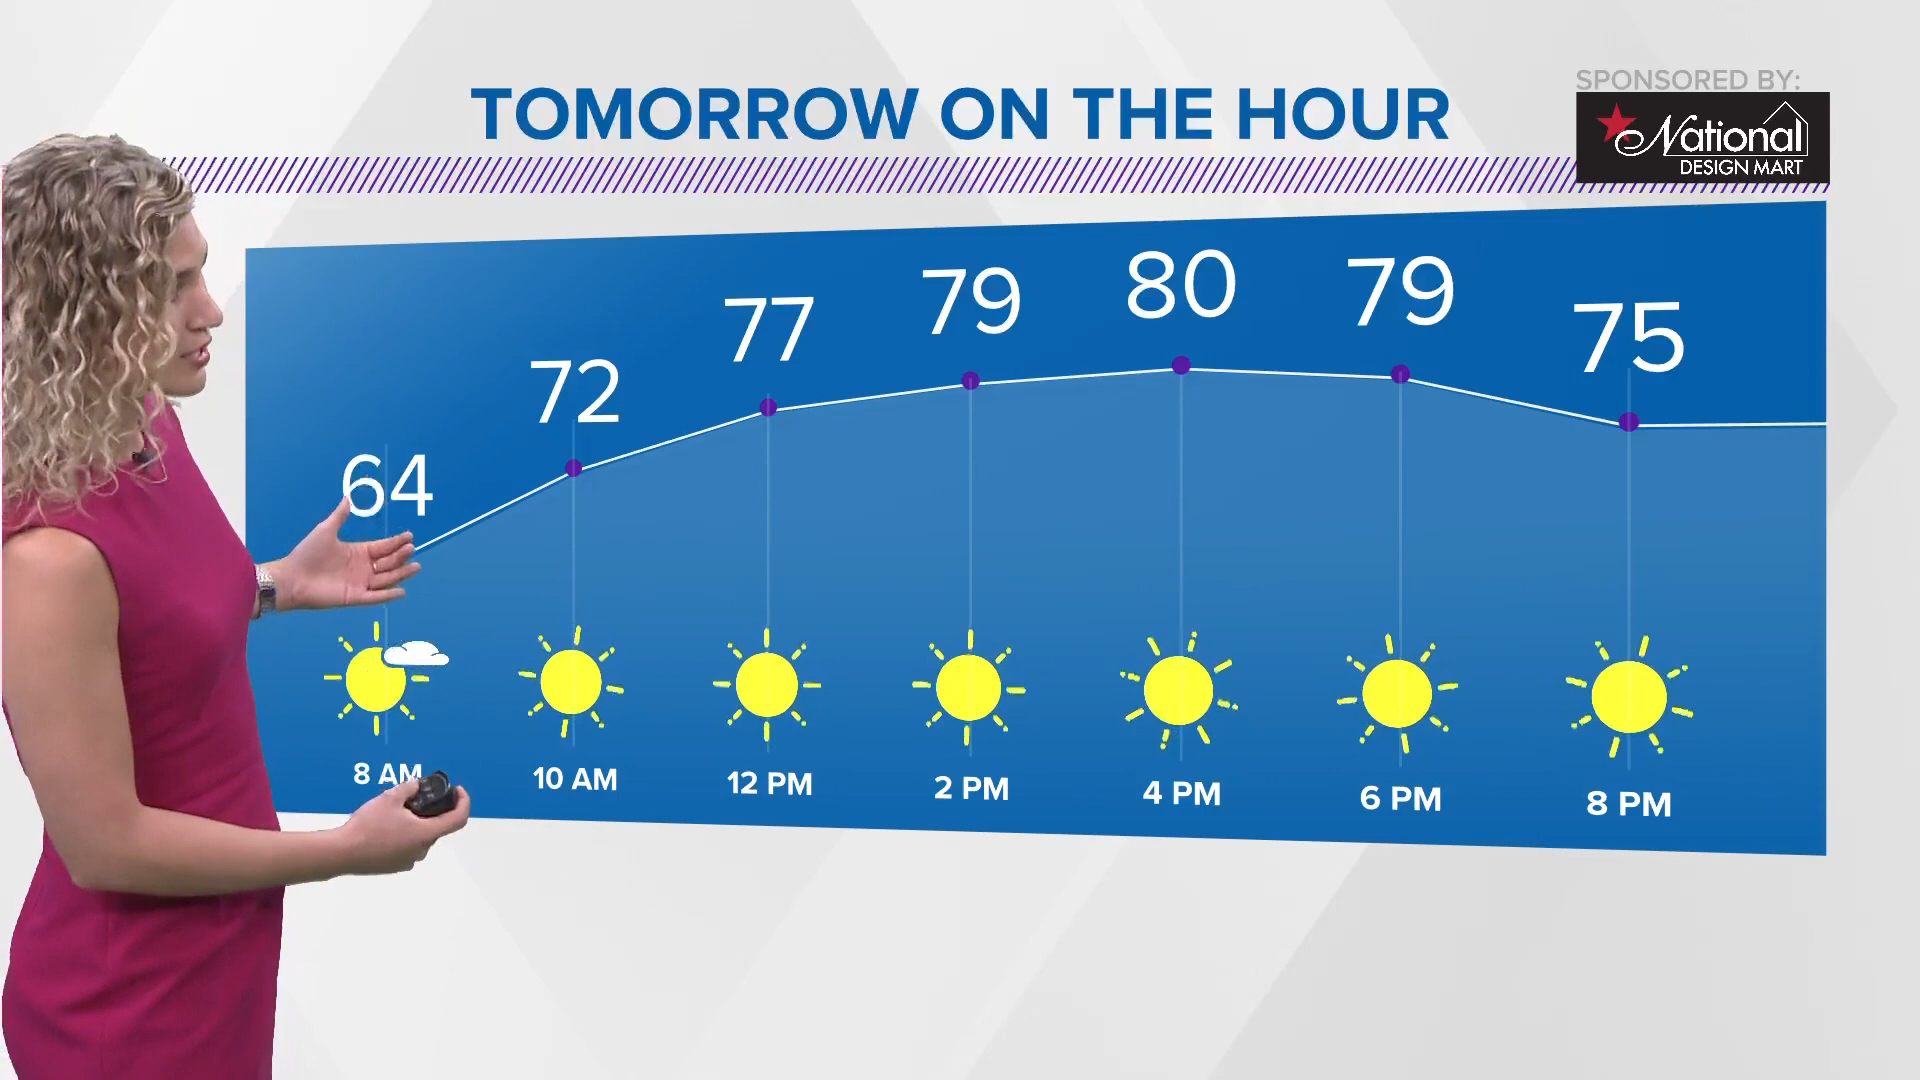 TOMORROW ON THE HOUR
SPONSORED BY:
National
DESIGN MART
64 72 77 79 80 79 75
8 AM 10 AM 12 PM 2 PM 4 PM 6 PM 8 PM